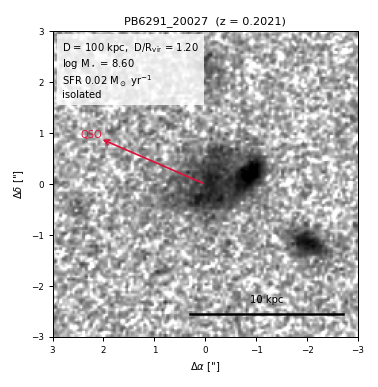 PB6291_20027 (z = 0.2021)
D = 100 kpc, D/Rvir = 1.20
log M⋆ = 8.60
SFR 0.02 M⊙ yr⁻¹
isolated
QSO
10 kpc
3
2
1
0
−1
−2
−3
3 2 1 0 −1 −2 −3
Δδ ["]
Δα ["]